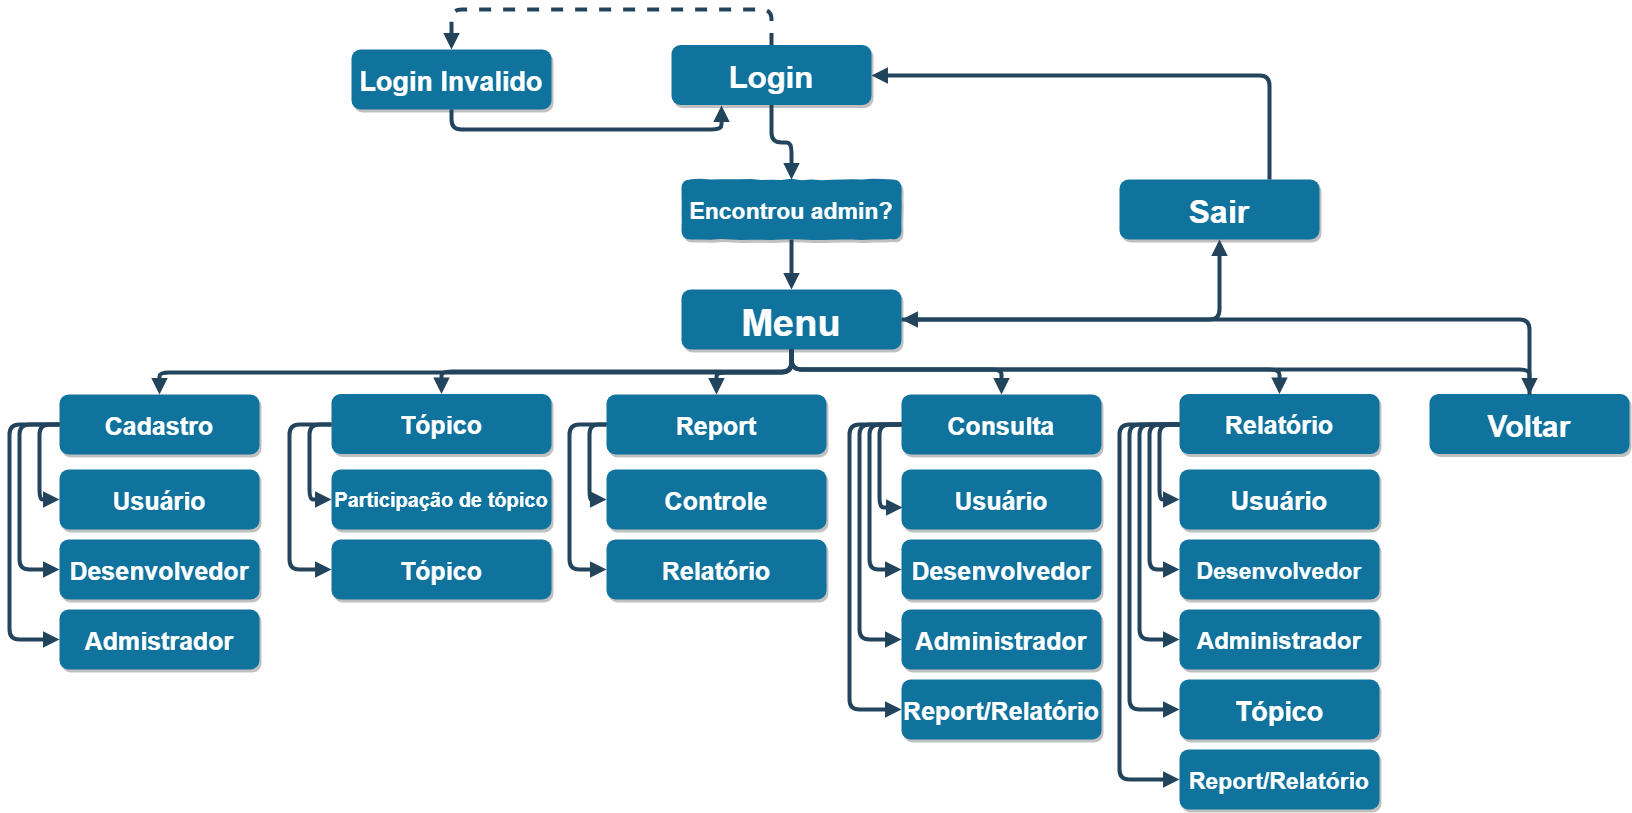 Login Invalido
Login
Encontrou admin?
Sair
Menu
Cadastro
Tópico
Report
Consulta
Relatório
Voltar
Usuário
Participação de tópico
Controle
Usuário
Usuário
Desenvolvedor
Tópico
Relatório
Desenvolvedor
Desenvolvedor
Admistrador
Administrador
Administrador
Report/Relatório
Tópico
Report/Relatório